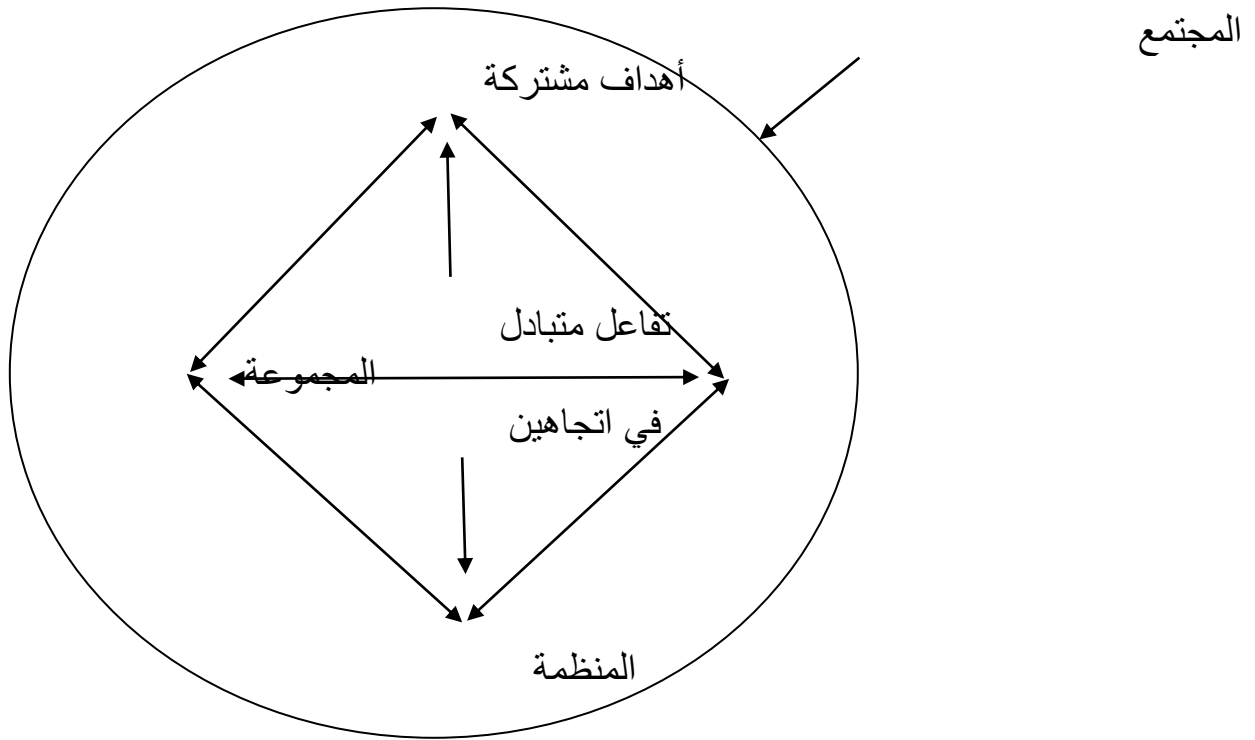 المجتمع
أهداف مشتركة
تفاعل متبادل
المجموعة
في اتجاهين
المنظمة